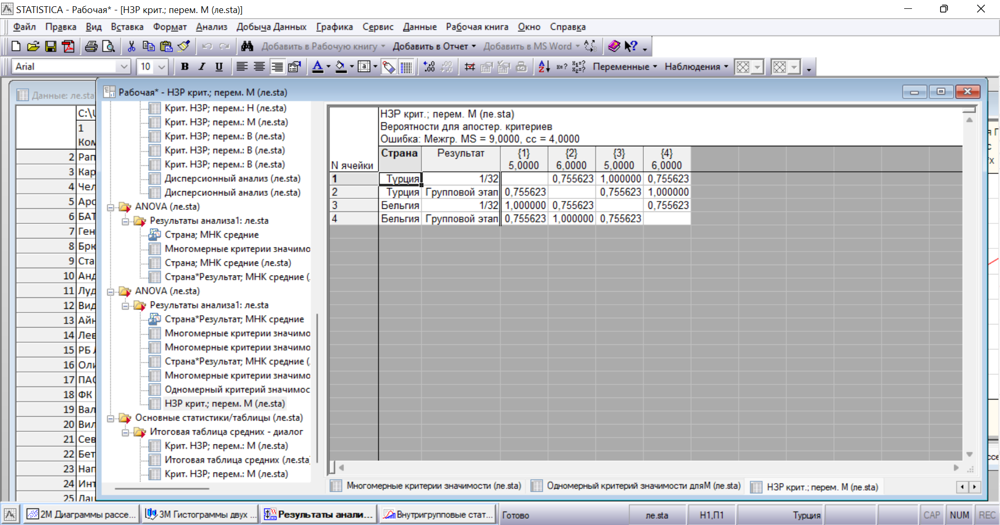 STATISTICA - Рабочая* - [НЗР крит.; перем. М (ле.sta)]
Файл Правка Вид Вставка Формат Анализ Добыча Данных Графика Сервис Данные Рабочая книга Окно Справка
Добавить в Рабочую книгу Добавить в Отчет Добавить в MS Word
Arial 10 B I U Переменные Наблюдения
Данные: ле.sta
Рабочая* - НЗР крит.; перем. М (ле.sta)
C:\
1
Ком
2 Рап
3 Кар
4 Чел
5 Арс
6 БАТ
7 Ген
8 Брю
9 Ста
10 Анд
11 Луд
12 Вид
13 Айн
14 Лев
15 РБ
16 Оли
17 ПАО
18 ФК
19 Вал
20 Вил
21 Сев
22 Бет
23 Нап
24 Инт
25 Лац
Крит. НЗР; перем.: Н (ле.sta)
Крит. НЗР; перем.: М (ле.sta)
Крит. НЗР; перем.: В (ле.sta)
Крит. НЗР; перем.: В (ле.sta)
Крит. НЗР; перем.: В (ле.sta)
Дисперсионный анализ (ле.sta)
Дисперсионный анализ (ле.sta)
ANOVA (ле.sta)
Результаты анализа1: ле.sta
Страна; МНК средние
Многомерные критерии значимо
Страна; МНК средние (ле.sta)
Страна*Результат; МНК средние (.
ANOVA (ле.sta)
Результаты анализа1: ле.sta
Страна*Результат; МНК средние
Многомерные критерии значимо
Многомерные критерии значимо
Страна*Результат; МНК средние (.
Многомерные критерии значимо
Одномерный критерий значимос
НЗР крит.; перем. М (ле.sta)
Основные статистики/таблицы (ле.sta)
Итоговая таблица средних - диалог
Крит. НЗР; перем.: М (ле.sta)
Итоговая таблица средних (ле.sta)
Крит. НЗР; перем.: М (ле.sta)
НЗР крит.; перем. М (ле.sta)
Вероятности для апостер. критериев
Ошибка: Межгр. MS = 9,0000, сс = 4,0000
N ячейки Страна Результат {1} 5,0000 {2} 6,0000 {3} 5,0000 {4} 6,0000
1 Турция 1/32 0,755623 1,000000 0,755623
2 Турция Групповой этап 0,755623 0,755623 1,000000
3 Бельгия 1/32 1,000000 0,755623 0,755623
4 Бельгия Групповой этап 0,755623 1,000000 0,755623
Многомерные критерии значимости (ле.sta) Одномерный критерий значимости дляМ (ле.sta) НЗР крит.; перем. М (ле.sta)
2М Диаграммы рассе... 3М Гистограммы двух ... Результаты анали... Внутригрупповые стат... Готово ле.sta Н1,П1 Турция CAP NUM REC